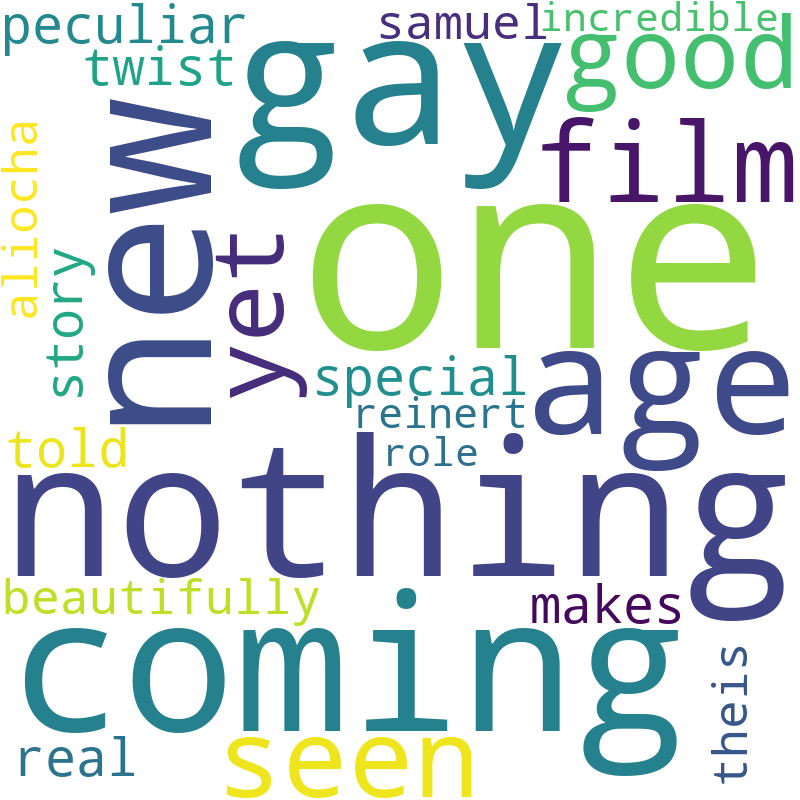 peculiar
samuel
incredible
twist
gay
good
new
film
aliocha
one
yet
story
special
age
reinert
told
role
nothing
beautifully
makes
coming
theis
real
seen